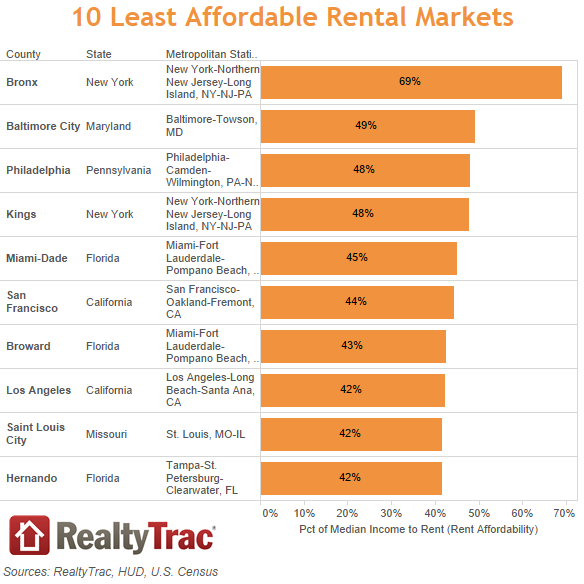 10 Least Affordable Rental Markets
County State Metropolitan Stati..
Bronx New York New York-Northern
New Jersey-Long
Island, NY-NJ-PA
69%
Baltimore City Maryland Baltimore-Towson,
MD
49%
Philadelphia Pennsylvania Philadelphia-
Camden-
Wilmington, PA-N..
48%
Kings New York New York-Northern
New Jersey-Long
Island, NY-NJ-PA
48%
Miami-Dade Florida Miami-Fort
Lauderdale-
Pompano Beach, ..
45%
San
Francisco California San Francisco-
Oakland-Fremont,
CA
44%
Broward Florida Miami-Fort
Lauderdale-
Pompano Beach, ..
43%
Los Angeles California Los Angeles-Long
Beach-Santa Ana,
CA
42%
Saint Louis
City Missouri St. Louis, MO-IL
42%
Hernando Florida Tampa-St.
Petersburg-
Clearwater, FL
42%
0% 10% 20% 30% 40% 50% 60% 70%
Pct of Median Income to Rent (Rent Affordability)
RealtyTrac
Sources: RealtyTrac, HUD, U.S. Census